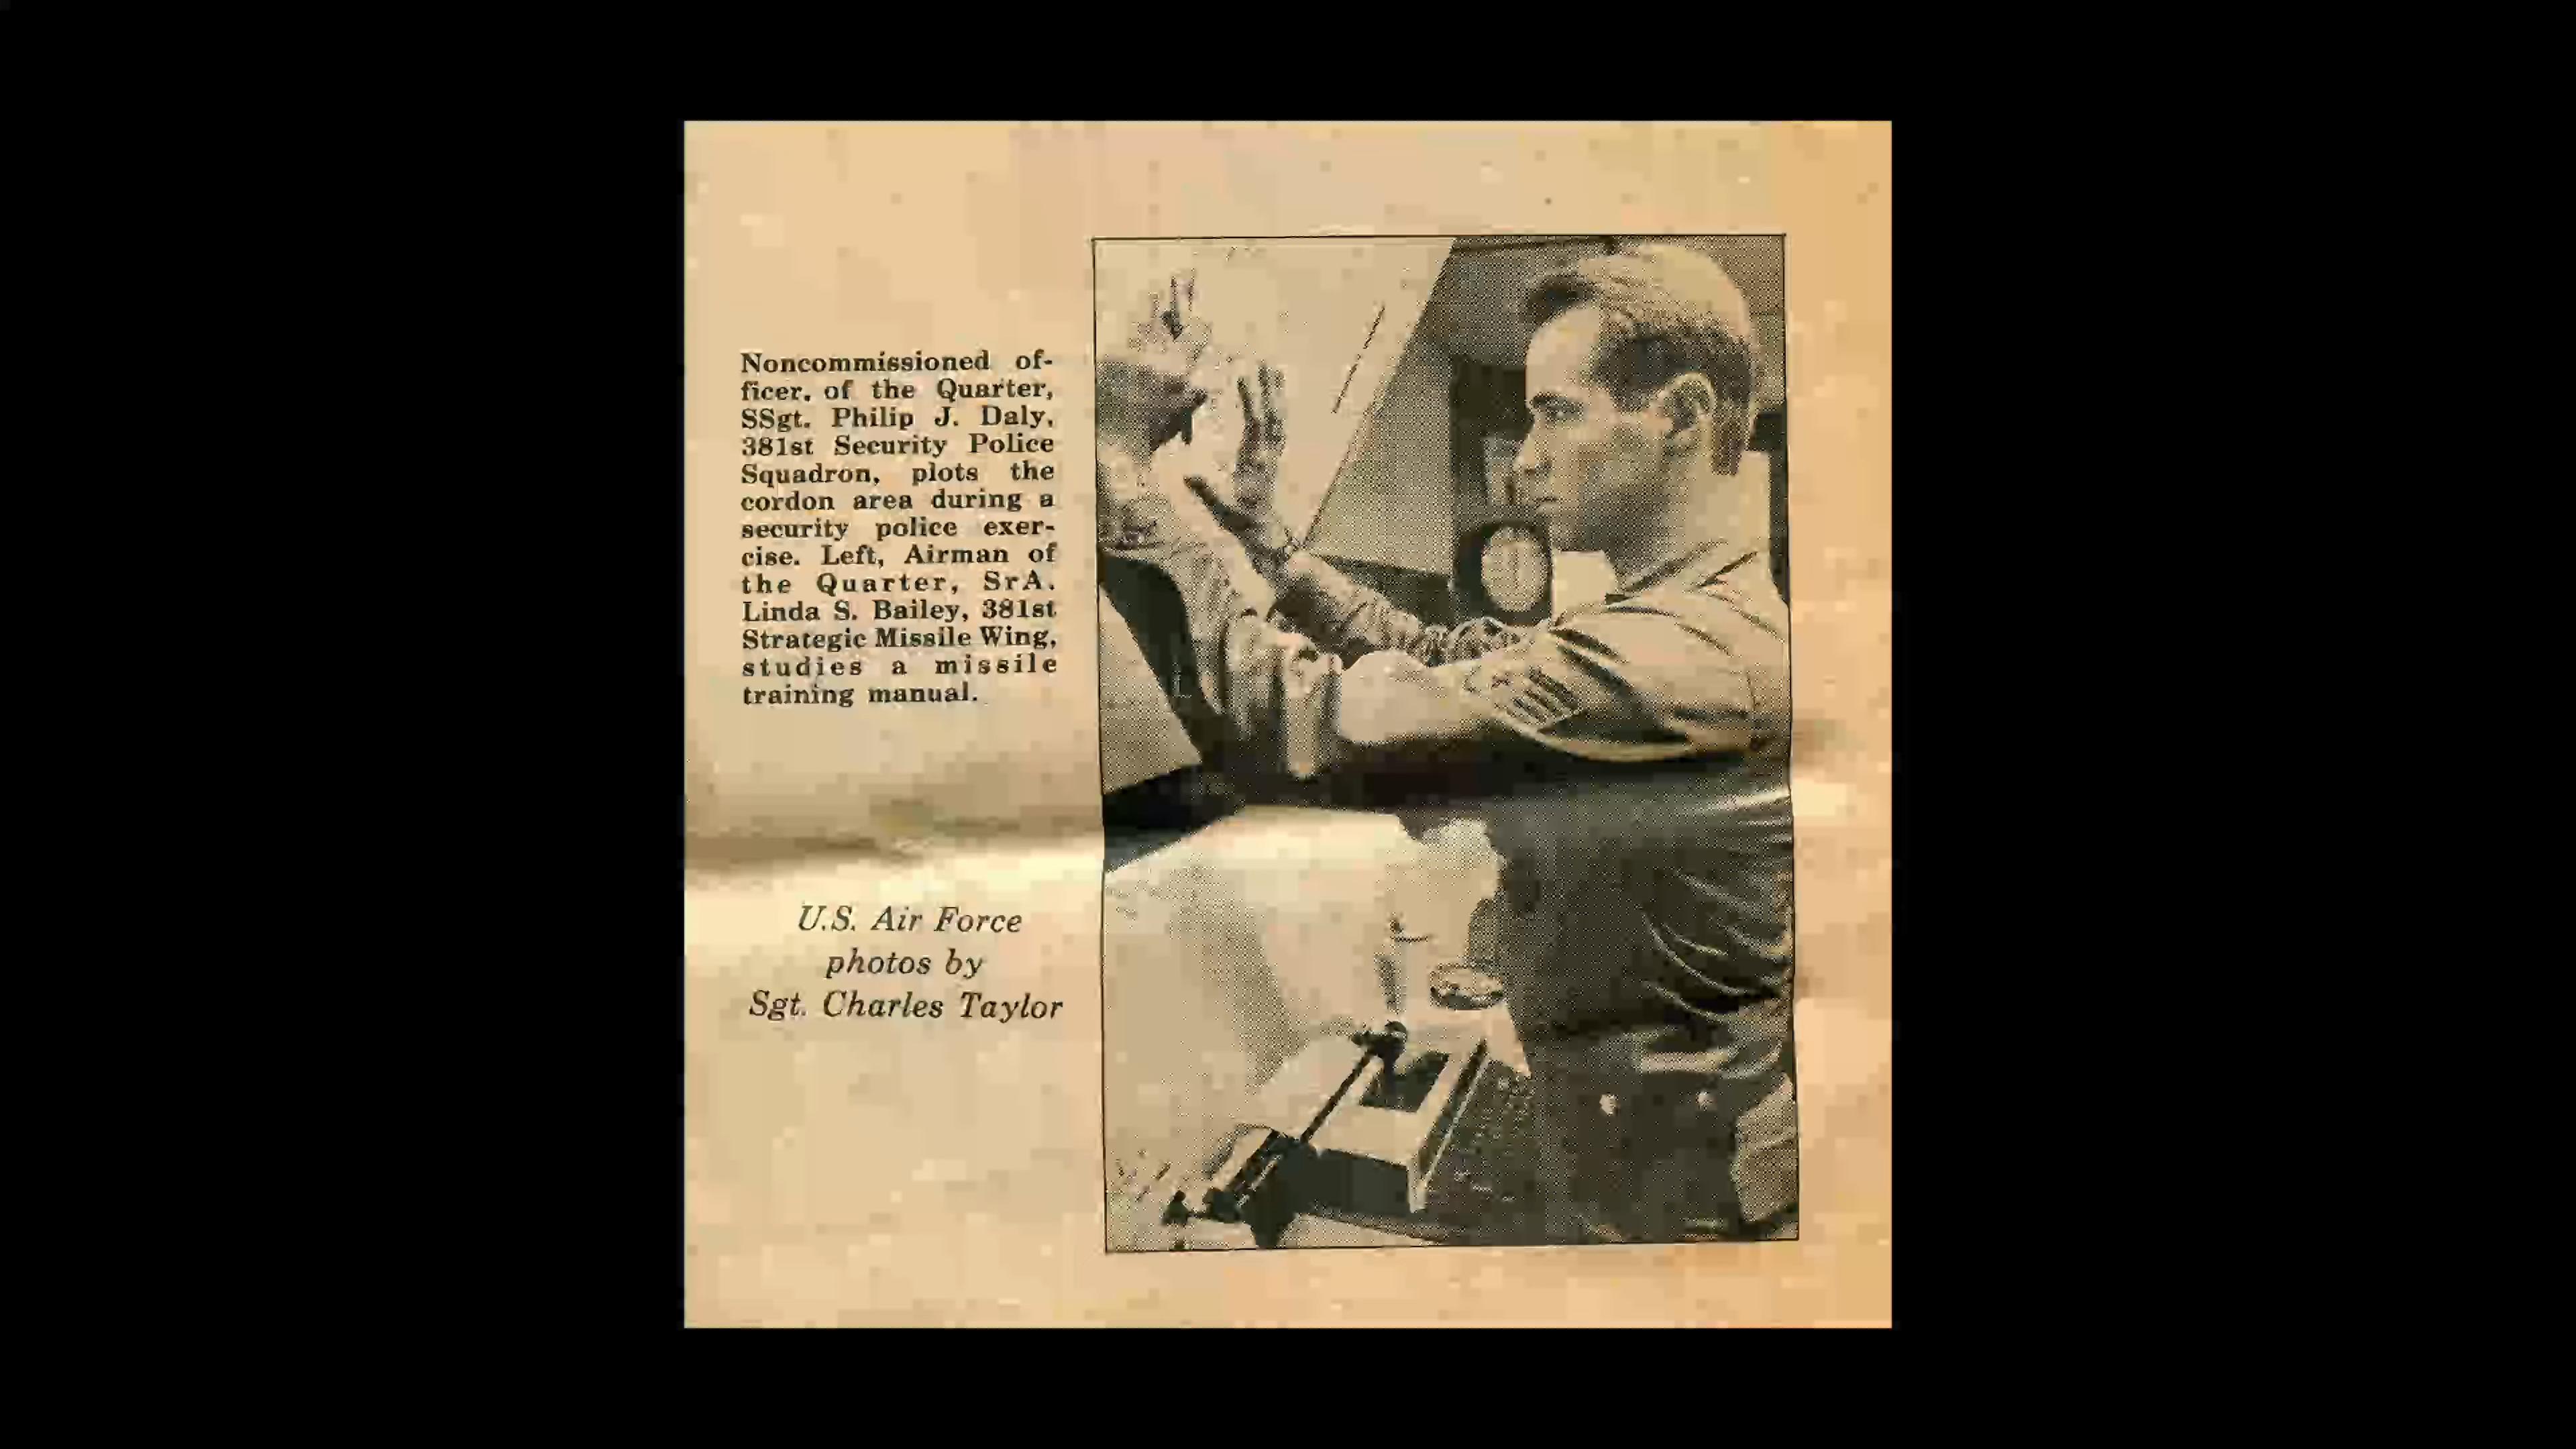 Noncommissioned of-
ficer. of the Quarter,
SSgt. Philip J. Daly,
381st Security Police
Squadron, plots the
cordon area during a
security police exer-
cise. Left, Airman of
the Quarter, SrA.
Linda S. Bailey, 381st
Strategic Missile Wing,
studies a missile
training manual.
U.S. Air Force
photos by
Sgt. Charles Taylor